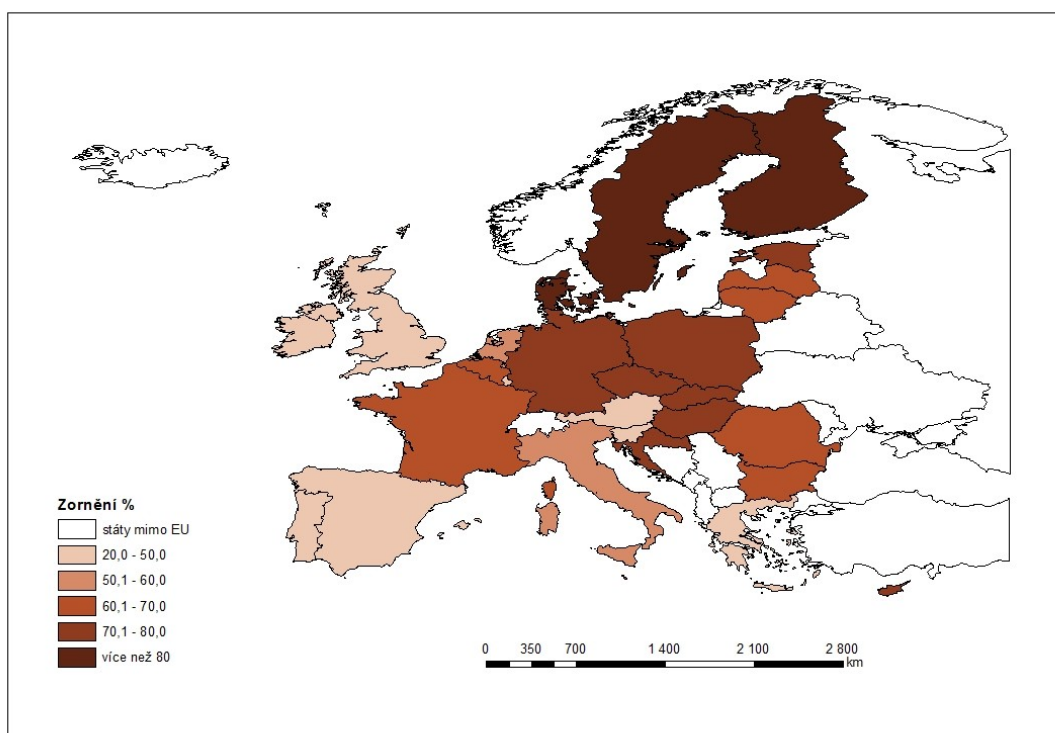 Zornění %
státy mimo EU
20,0 - 50,0
50,1 - 60,0
60,1 - 70,0
70,1 - 80,0
více než 80
0 350 700 1 400 2 100 2 800
km